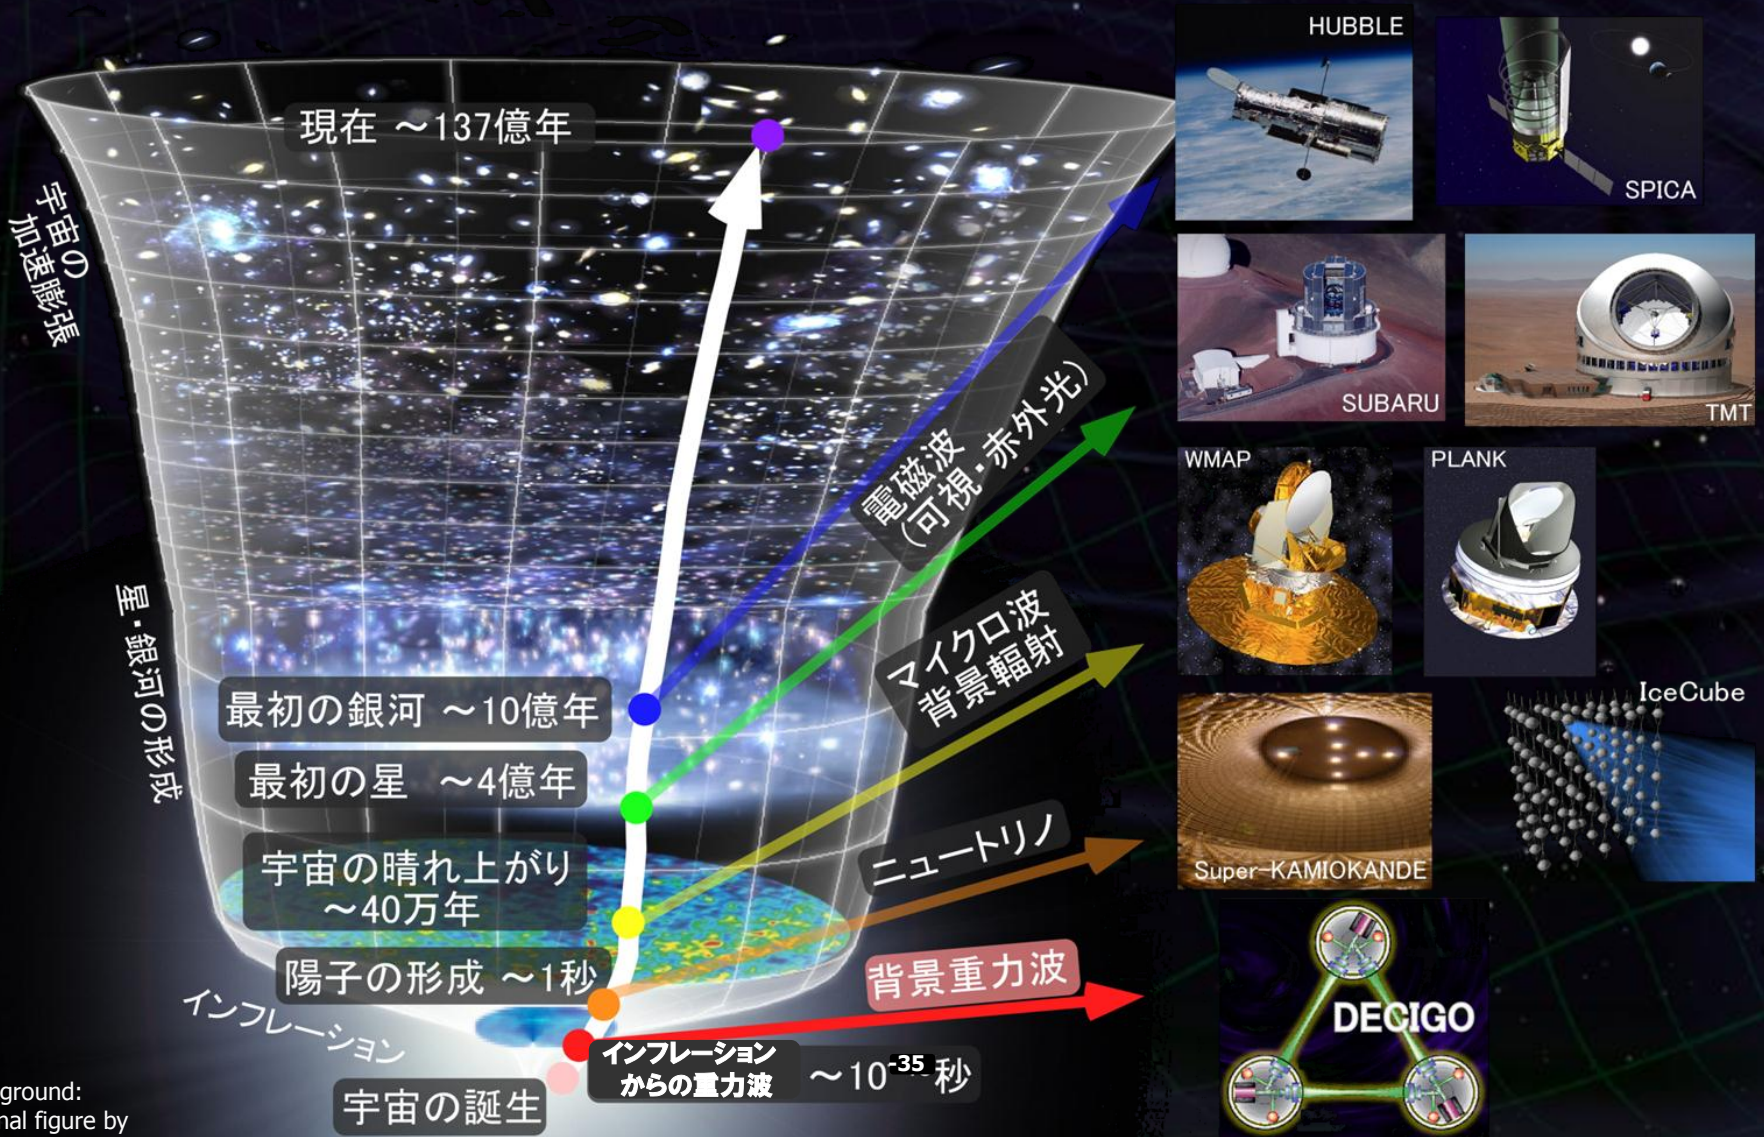 現在 ～137億年
宇宙の
加速膨張
星・銀河の形成
最初の銀河 ～10億年
最初の星 ～4億年
宇宙の晴れ上がり
～40万年
陽子の形成 ～1秒
インフレーション
インフレーション
からの重力波
～10⁻³⁵秒
宇宙の誕生
電磁波
(可視・赤外光)
マイクロ波
背景輻射
ニュートリノ
背景重力波
HUBBLE
SPICA
SUBARU
TMT
WMAP
PLANK
Super-KAMIOKANDE
IceCube
DECIGO
ground:
nal figure by